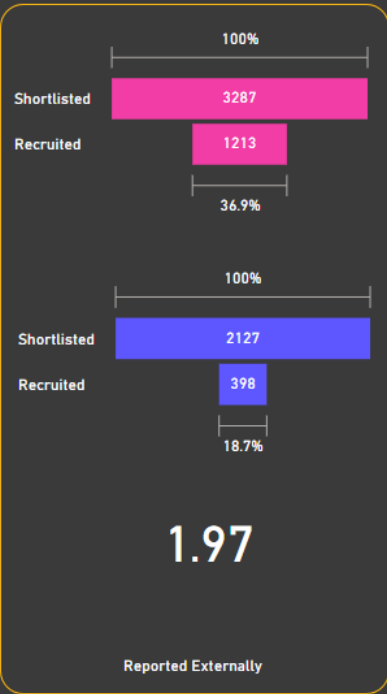 100%
Shortlisted 3287
Recruited 1213
36.9%
100%
Shortlisted 2127
Recruited 398
18.7%
1.97
Reported Externally